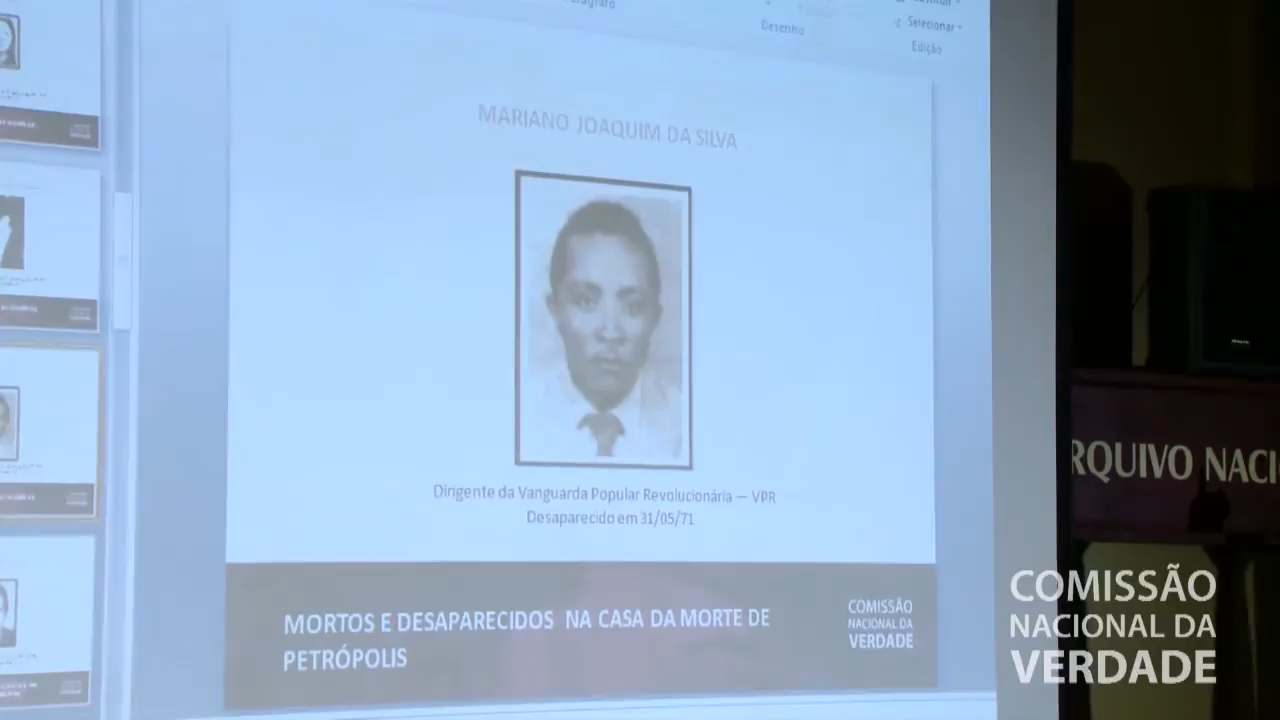 Desenho
Selecionar
Edição
MARIANO JOAQUIM DA SILVA
Dirigente da Vanguarda Popular Revolucionária — VPR
Desaparecido em 31/05/71
MORTOS E DESAPARECIDOS NA CASA DA MORTE DE
PETRÓPOLIS
COMISSÃO
NACIONAL DA
VERDADE
RQUIVO NACI
COMISSÃO
NACIONAL DA
VERDADE